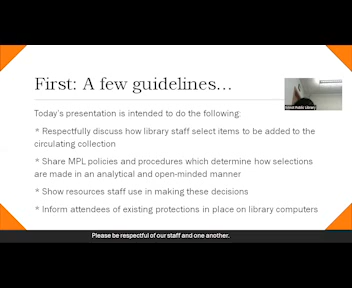 First: A few guidelines...
Today's presentation is intended to do the following:
* Respectfully discuss how library staff select items to be added to the
circulating collection
* Share MPL policies and procedures which determine how selections
are made in an analytical and open-minded manner
* Show resources staff use in making these decisions
* Inform attendees of existing protections in place on library computers
Public Library
Please be respectful of our staff and one another.